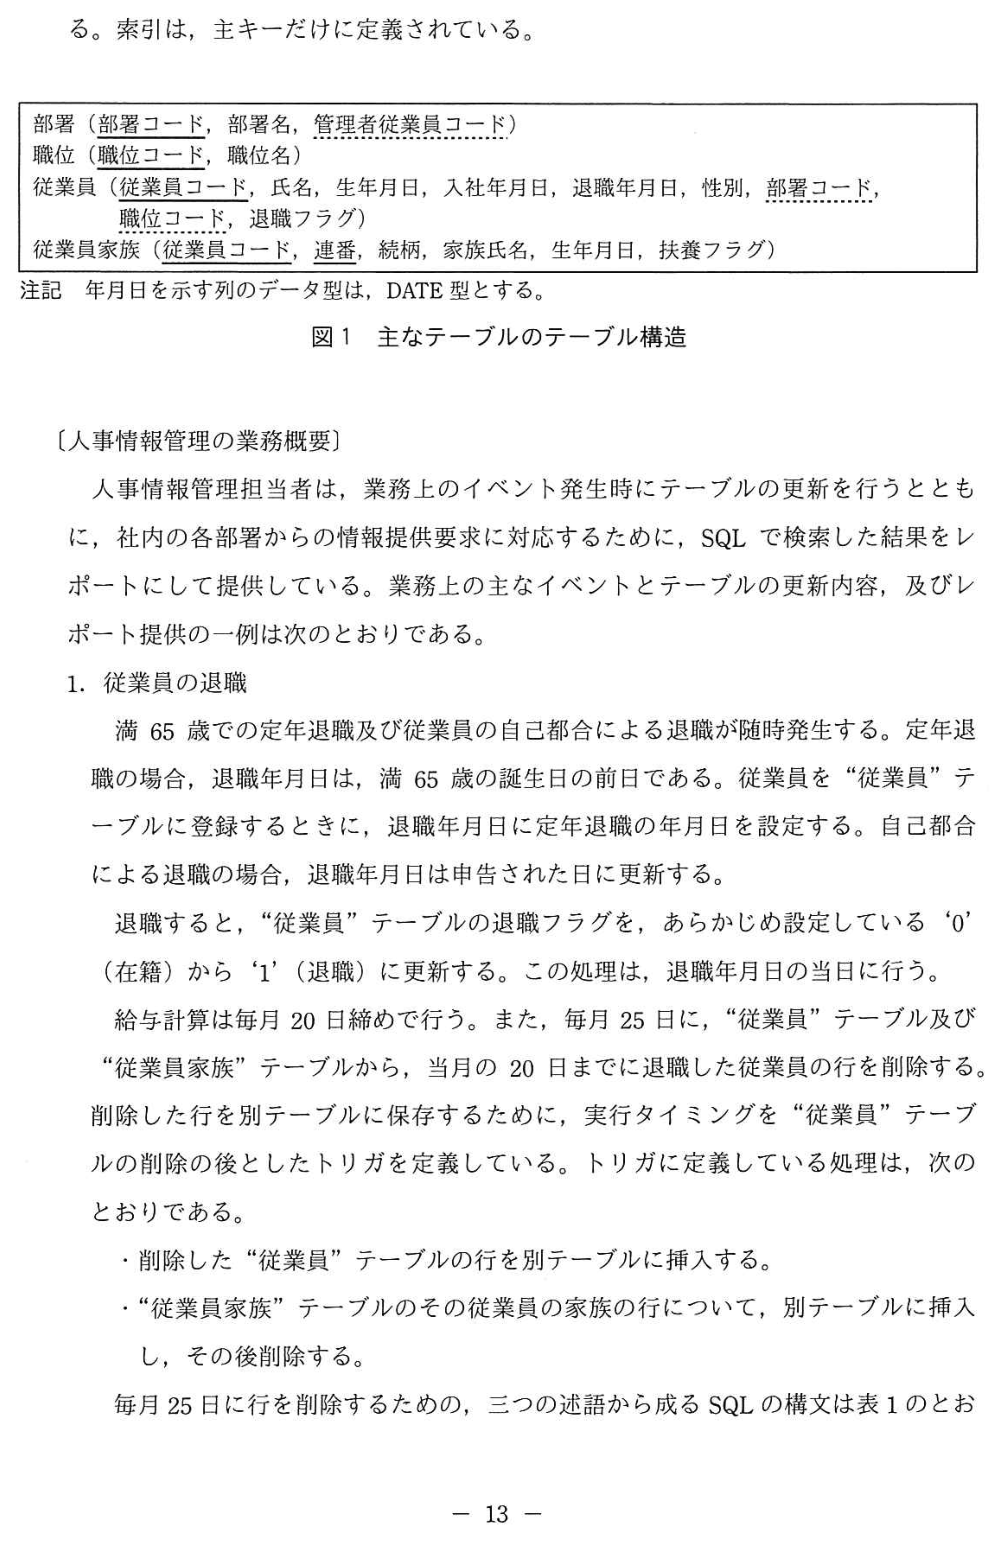 る。索引は，主キーだけに定義されている。
部署（部署コード，部署名，管理者従業員コード）
職位（職位コード，職位名）
従業員（従業員コード，氏名，生年月日，入社年月日，退職年月日，性別，部署コード，
職位コード，退職フラグ）
従業員家族（従業員コード，連番，続柄，家族氏名，生年月日，扶養フラグ）
注記　年月日を示す列のデータ型は，DATE 型とする。
図1　主なテーブルのテーブル構造
〔人事情報管理の業務概要〕
人事情報管理担当者は，業務上のイベント発生時にテーブルの更新を行うととも
に，社内の各部署からの情報提供要求に対応するために，SQL で検索した結果をレ
ポートにして提供している。業務上の主なイベントとテーブルの更新内容，及びレ
ポート提供の一例は次のとおりである。
1．従業員の退職
満 65 歳での定年退職及び従業員の自己都合による退職が随時発生する。定年退
職の場合，退職年月日は，満 65 歳の誕生日の前日である。従業員を“従業員”テ
ーブルに登録するときに，退職年月日に定年退職の年月日を設定する。自己都合
による退職の場合，退職年月日は申告された日に更新する。
退職すると，“従業員”テーブルの退職フラグを，あらかじめ設定している‘0’
（在籍）から‘1’（退職）に更新する。この処理は，退職年月日の当日に行う。
給与計算は毎月 20 日締めで行う。また，毎月 25 日に，“従業員”テーブル及び
“従業員家族”テーブルから，当月の 20 日までに退職した従業員の行を削除する。
削除した行を別テーブルに保存するために，実行タイミングを“従業員”テーブ
ルの削除の後としたトリガを定義している。トリガに定義している処理は，次の
とおりである。
・削除した“従業員”テーブルの行を別テーブルに挿入する。
・“従業員家族”テーブルのその従業員の家族の行について，別テーブルに挿入
し，その後削除する。
毎月 25 日に行を削除するための，三つの述語から成る SQL の構文は表 1 のとお
－ 13 －